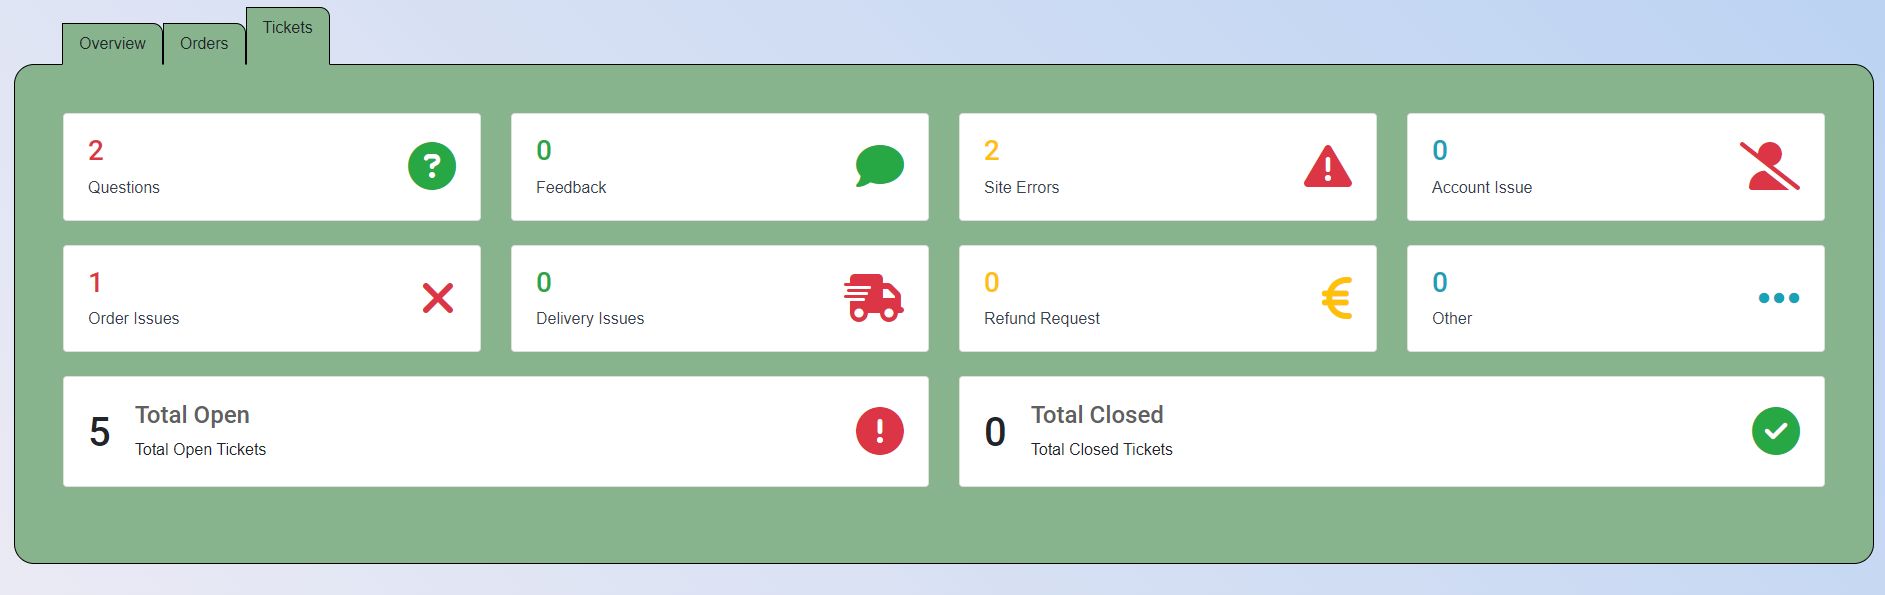 Overview
Orders
Tickets
2
Questions
0
Feedback
2
Site Errors
0
Account Issue
1
Order Issues
0
Delivery Issues
0
Refund Request
0
Other
5
Total Open
Total Open Tickets
0
Total Closed
Total Closed Tickets